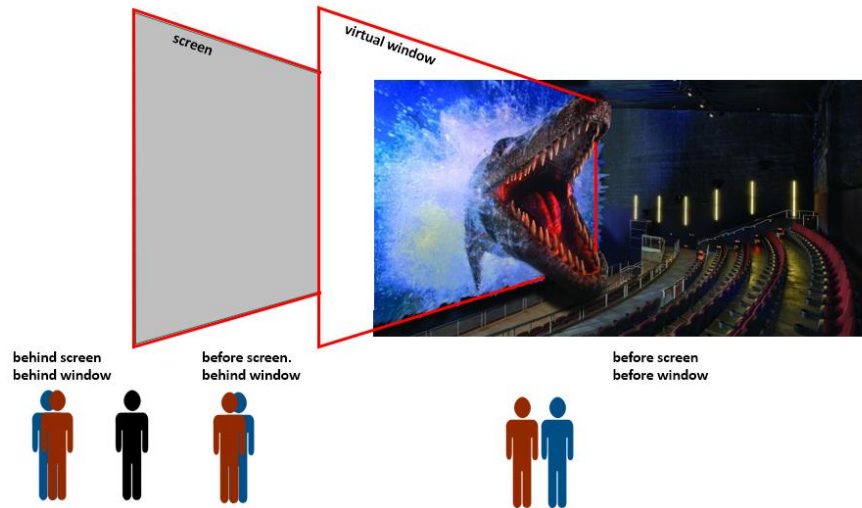 screen
virtual window
behind screen
behind window
before screen.
behind window
before screen
before window